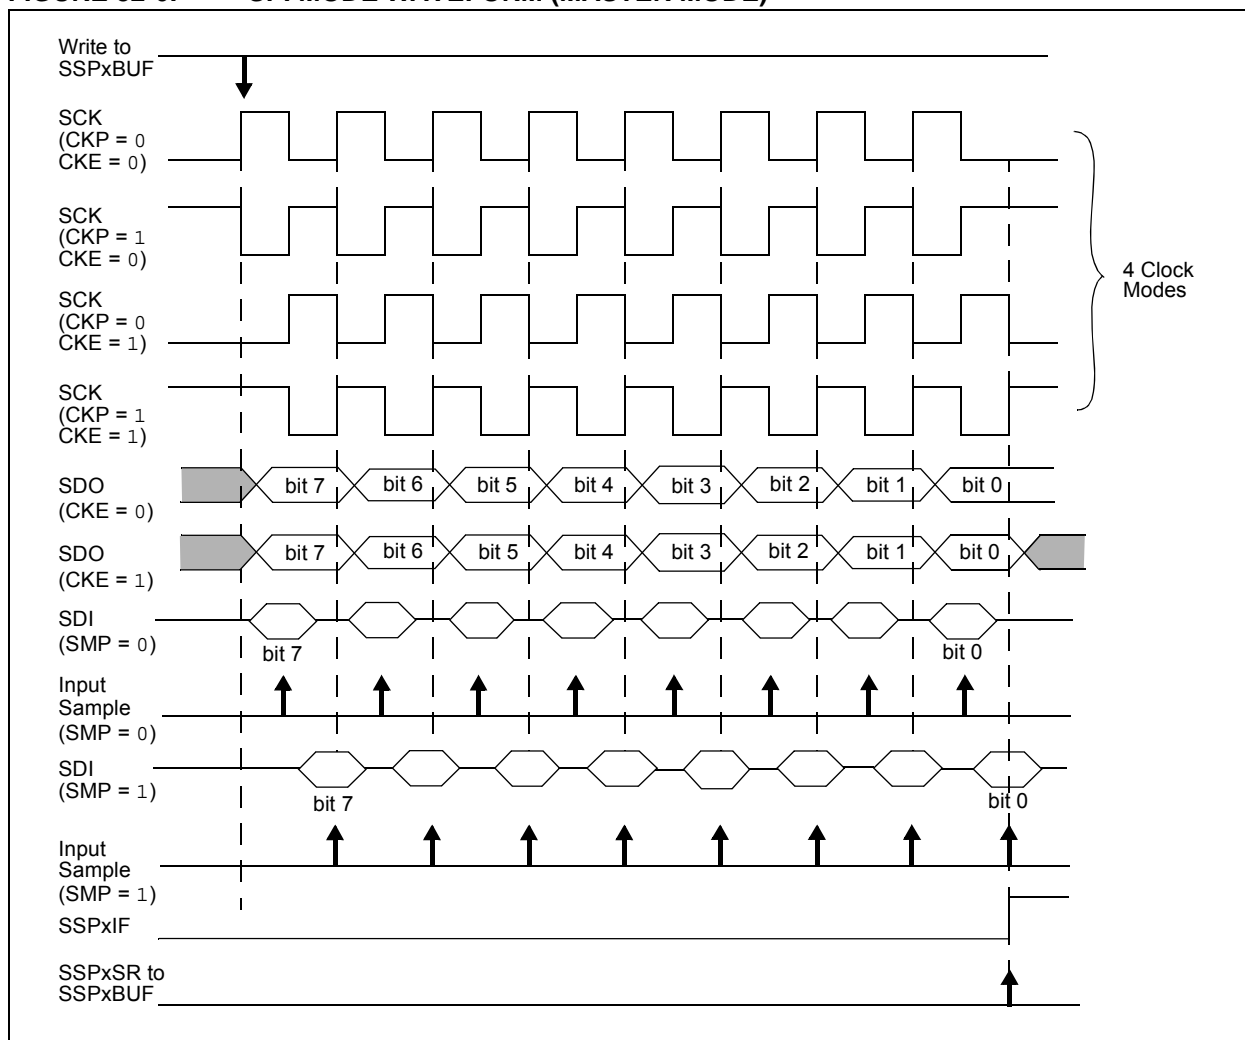 Write to
SSPxBUF
SCK
(CKP = 0
CKE = 0)
SCK
(CKP = 1
CKE = 0)
SCK
(CKP = 0
CKE = 1)
SCK
(CKP = 1
CKE = 1)
4 Clock
Modes
SDO
(CKE = 0)
bit 7 bit 6 bit 5 bit 4 bit 3 bit 2 bit 1 bit 0
SDO
(CKE = 1)
bit 7 bit 6 bit 5 bit 4 bit 3 bit 2 bit 1 bit 0
SDI
(SMP = 0)
bit 7 bit 0
Input
Sample
(SMP = 0)
SDI
(SMP = 1)
bit 7 bit 0
Input
Sample
(SMP = 1)
SSPxIF
SSPxSR to
SSPxBUF